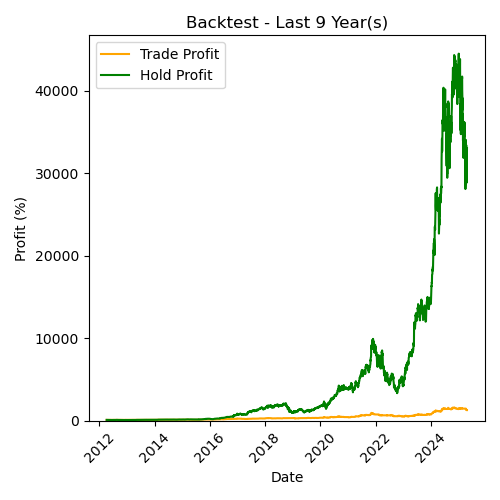 Backtest - Last 9 Year(s)
Trade Profit
Hold Profit
Profit (%)
40000
30000
20000
10000
0
2012
2014
2016
2018
2020
2022
2024
Date